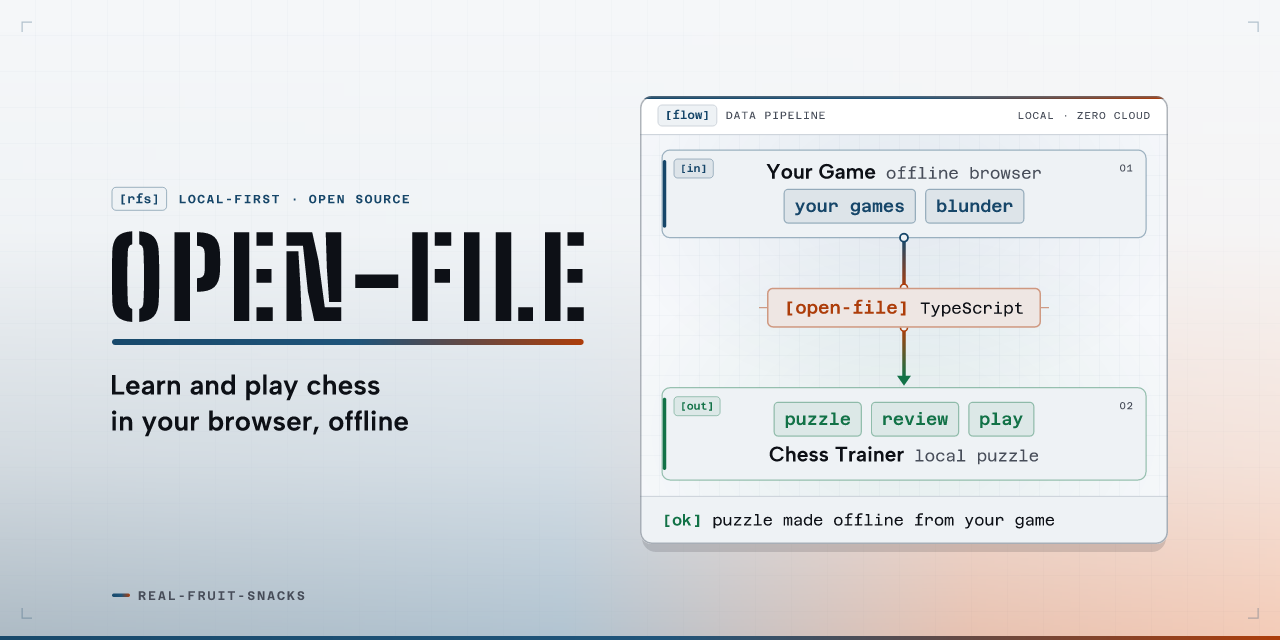 [rfs] LOCAL-FIRST · OPEN SOURCE
OPEN-FILE
Learn and play chess
in your browser, offline
REAL-FRUIT-SNACKS
[flow] DATA PIPELINE LOCAL · ZERO CLOUD
[in] Your Game offline browser 01
your games blunder
[open-file] TypeScript
[out] puzzle review play 02
Chess Trainer local puzzle
[ok] puzzle made offline from your game